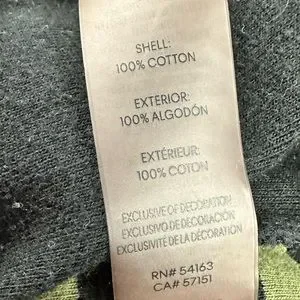 SHELL:
100% COTTON
EXTERIOR:
100% ALGODÓN
EXTÉRIEUR:
100% COTON
EXCLUSIVE OF DECORATION
EXCLUSIVO DE DECORACIÓN
EXCLUSIVITÉ DE LA DÉCORATION
RN# 54163
CA# 57151